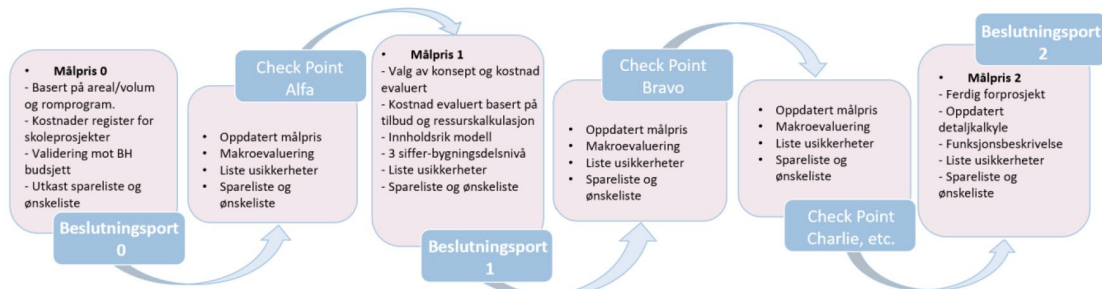 Målpris 0
- Basert på areal/volum
og romprogram.
- Kostnader register for
skoleprosjekter
- Validering mot BH
budsjett
- Utkast spareliste og
ønskeliste
Beslutningsport
0
Check Point
Alfa
Oppdatert målpris
Makroevaluering
Liste usikkerheter
Spareliste og
ønskeliste
Målpris 1
- Valg av konsept og kostnad
evaluert
- Kostnad evaluert basert på
tilbud og ressurskalkulasjon
- Innholdsrik modell
- 3 siffer-bygningsdelsnivå
- Liste usikkerheter
- Spareliste og ønskeliste
Beslutningsport
1
Check Point
Bravo
Oppdatert målpris
Makroevaluering
Liste usikkerheter
Spareliste og
ønskeliste
Oppdatert målpris
Makroevaluering
Liste usikkerheter
Spareliste og
ønskeliste
Check Point
Charlie, etc.
Beslutningsport
2
Målpris 2
- Ferdig forprosjekt
- Oppdatert
detaljkalkyle
- Funksjonsbeskrivelse
- Liste usikkerheter
- Spareliste og
ønskeliste